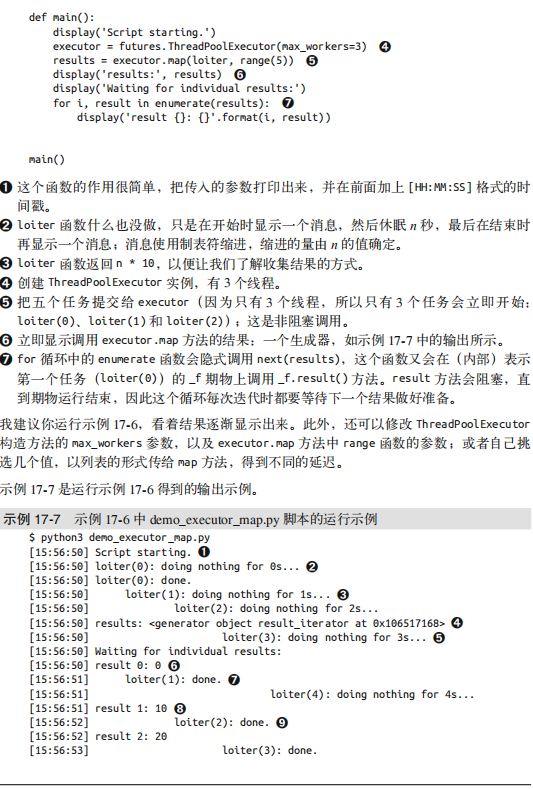 def main():
    display('Script starting.')
    executor = futures.ThreadPoolExecutor(max_workers=3) ❹
    results = executor.map(loiter, range(5)) ❺
    display('results:', results) ❻
    display('Waiting for individual results:')
    for i, result in enumerate(results): ❼
        display('result {}: {}'.format(i, result))
main()
❶ 这个函数的作用很简单，把传入的参数打印出来，并在前面加上 [HH:MM:SS] 格式的时
间戳。
❷ loiter 函数什么也没做，只是在开始时显示一个消息，然后休眠 n 秒，最后在结束时
再显示一个消息；消息使用制表符缩进，缩进的量由 n 的值确定。
❸ loiter 函数返回 n * 10，以便让我们了解收集结果的方式。
❹ 创建 ThreadPoolExecutor 实例，有 3 个线程。
❺ 把五个任务提交给 executor（因为只有 3 个线程，所以只有 3 个任务会立即开始：
loiter(0)、loiter(1) 和 loiter(2)）；这是非阻塞调用。
❻ 立即显示调用 executor.map 方法的结果：一个生成器，如示例 17-7 中的输出所示。
❼ for 循环中的 enumerate 函数会隐式调用 next(results)，这个函数又会在（内部）表示
第一个任务（loiter(0)）的 _f 期物上调用 _f.result() 方法。result 方法会阻塞，直
到期物运行结束，因此这个循环每次迭代时都要等待下一个结果做好准备。
我建议你运行示例 17-6，看着结果逐渐显示出来。此外，还可以修改 ThreadPoolExecutor
构造方法的 max_workers 参数，以及 executor.map 方法中 range 函数的参数；或者自己挑
选几个值，以列表的形式传给 map 方法，得到不同的延迟。
示例 17-7 是运行示例 17-6 得到的输出示例。
示例 17-7 示例 17-6 中 demo_executor_map.py 脚本的运行示例
$ python3 demo_executor_map.py
[15:56:50] Script starting. ❶
[15:56:50] loiter(0): doing nothing for 0s... ❷
[15:56:50] loiter(0): done.
[15:56:50]      loiter(1): doing nothing for 1s... ❸
[15:56:50]              loiter(2): doing nothing for 2s...
[15:56:50] results: <generator object result_iterator at 0x106517168> ❹
[15:56:50]                      loiter(3): doing nothing for 3s... ❺
[15:56:50] Waiting for individual results:
[15:56:50] result 0: 0 ❻
[15:56:51]      loiter(1): done. ❼
[15:56:51]                              loiter(4): doing nothing for 4s...
[15:56:51] result 1: 10 ❽
[15:56:52]              loiter(2): done. ❾
[15:56:52] result 2: 20
[15:56:53]                      loiter(3): done.